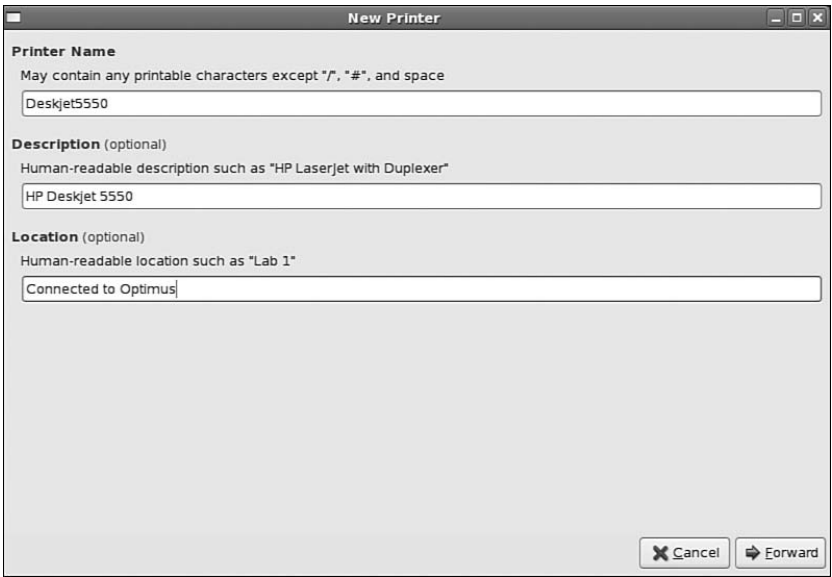 New Printer
Printer Name
May contain any printable characters except "/", "#", and space
Deskjet5550
Description (optional)
Human-readable description such as "HP LaserJet with Duplexer"
HP Deskjet 5550
Location (optional)
Human-readable location such as "Lab 1"
Connected to Optimus
Cancel
Forward